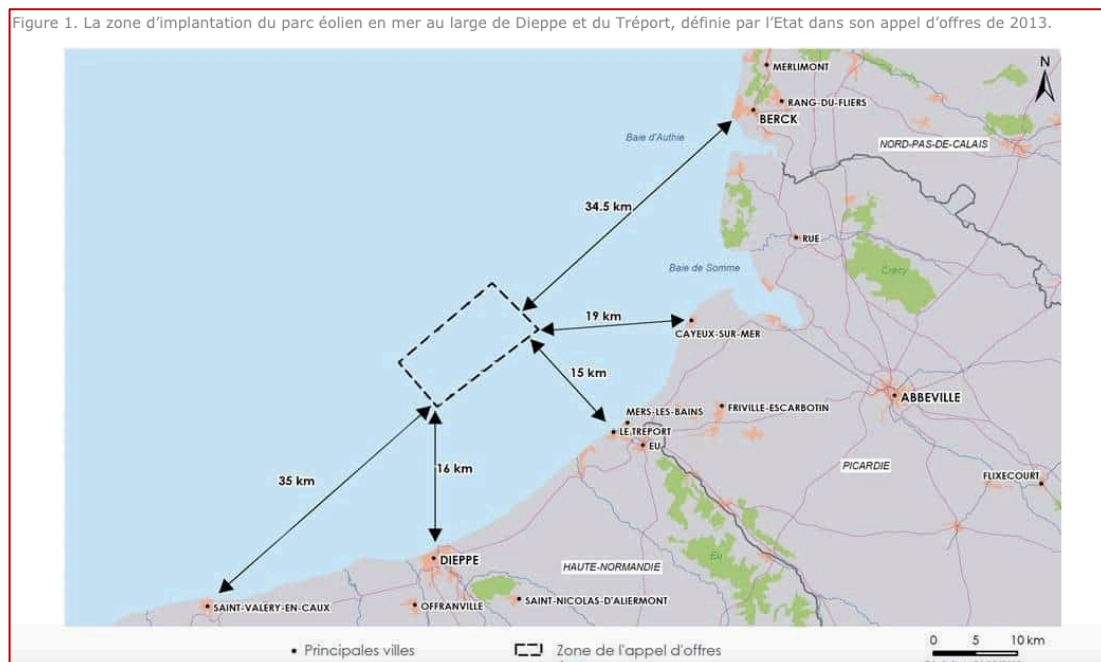 Figure 1. La zone d’implantation du parc éolien en mer au large de Dieppe et du Tréport, définie par l’Etat dans son appel d’offres de 2013.
N
MERLIMONT
RANG-DU-FLIERS
BERCK
Baie d'Authie
NORD-PAS-DE-CALAIS
34.5 km
RUE
Baie de Somme
Crécy
19 km
CAYEUX-SUR-MER
15 km
ABBEVILLE
MERS-LES-BAINS
FRIVILLE-ESCARBOTIN
LE TREPORT
EU
PICARDIE
16 km
35 km
FLIXECOURT
DIEPPE
Eu
HAUTE-NORMANDIE
SAINT-VALÉRY-EN-CAUX
OFFRANVILLE
SAINT-NICOLAS-D'ALIERMONT
Principales villes
Zone de l'appel d'offres
0 5 10 km